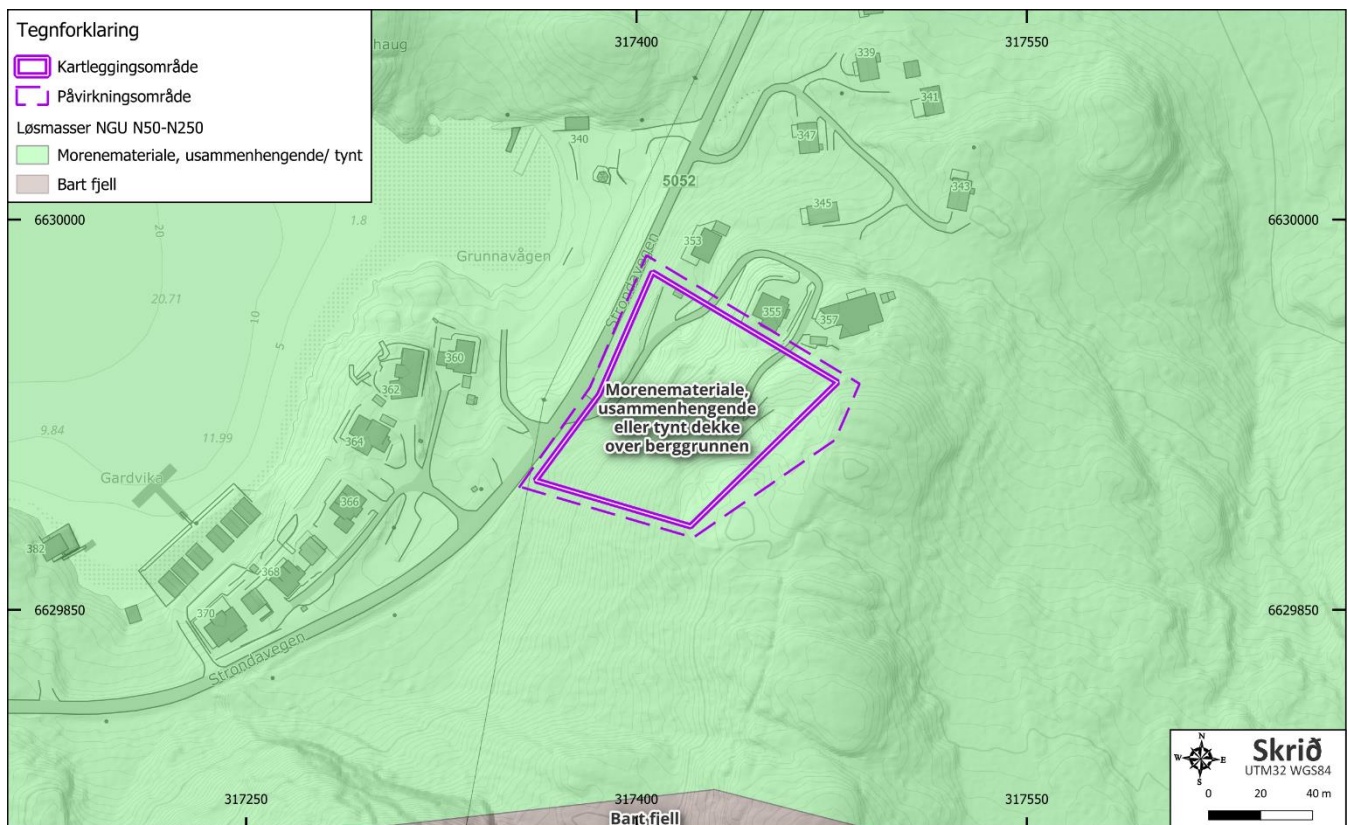 Tegnforklaring
Kartleggingsområde
Påvirkningsområde
Løsmasser NGU N50-N250
Morenemateriale, usammenhengende/ tynt
Bart fjell
317400
317550
haug
339
341
340
347
5052
343
345
6630000
1.8
20
353
6630000
Grunnavågen
Strondavegen
20.71
10
5
355
357
360
362
Morenemateriale,
usammenhengende
eller tynt dekke
over berggrunnen
364
9.84
11.99
Gardvika
366
382
368
370
6629850
6629850
Strondavegen
N
W
E
S
Skrið
UTM32 WGS84
0
20
40 m
317250
317400
317550
Bart fjell